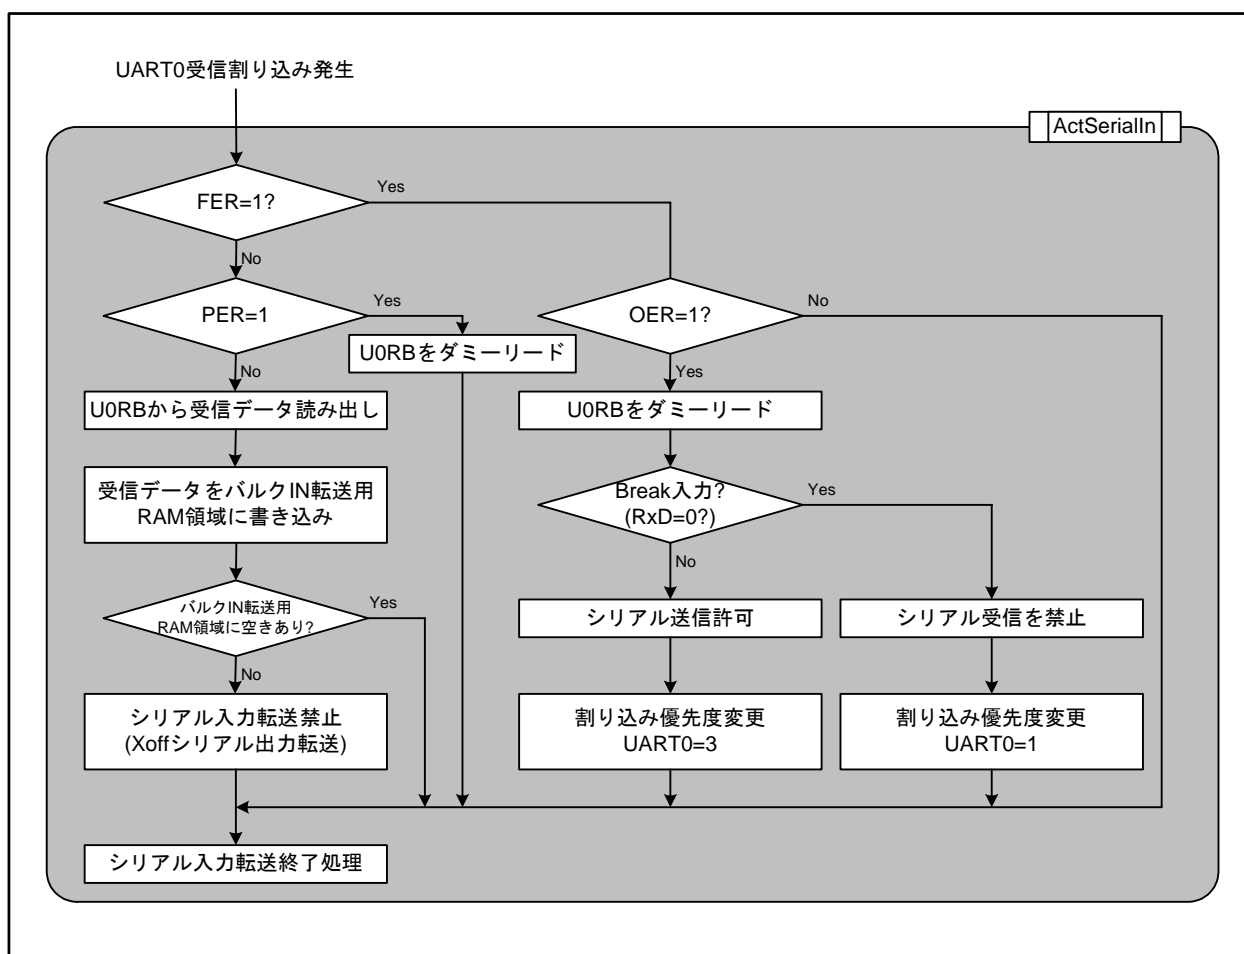 UART0受信割り込み発生
ActSerialIn
FER=1?
Yes
No
PER=1
Yes
OER=1?
No
U0RBをダミーリード
No
Yes
U0RBから受信データ読み出し
U0RBをダミーリード
受信データをバルクIN転送用
RAM領域に書き込み
Break入力?
(RxD=0?)
Yes
No
バルクIN転送用
RAM領域に空きあり?
Yes
シリアル送信許可
シリアル受信を禁止
No
シリアル入力転送禁止
(Xoffシリアル出力転送)
割り込み優先度変更
UART0=3
割り込み優先度変更
UART0=1
シリアル入力転送終了処理